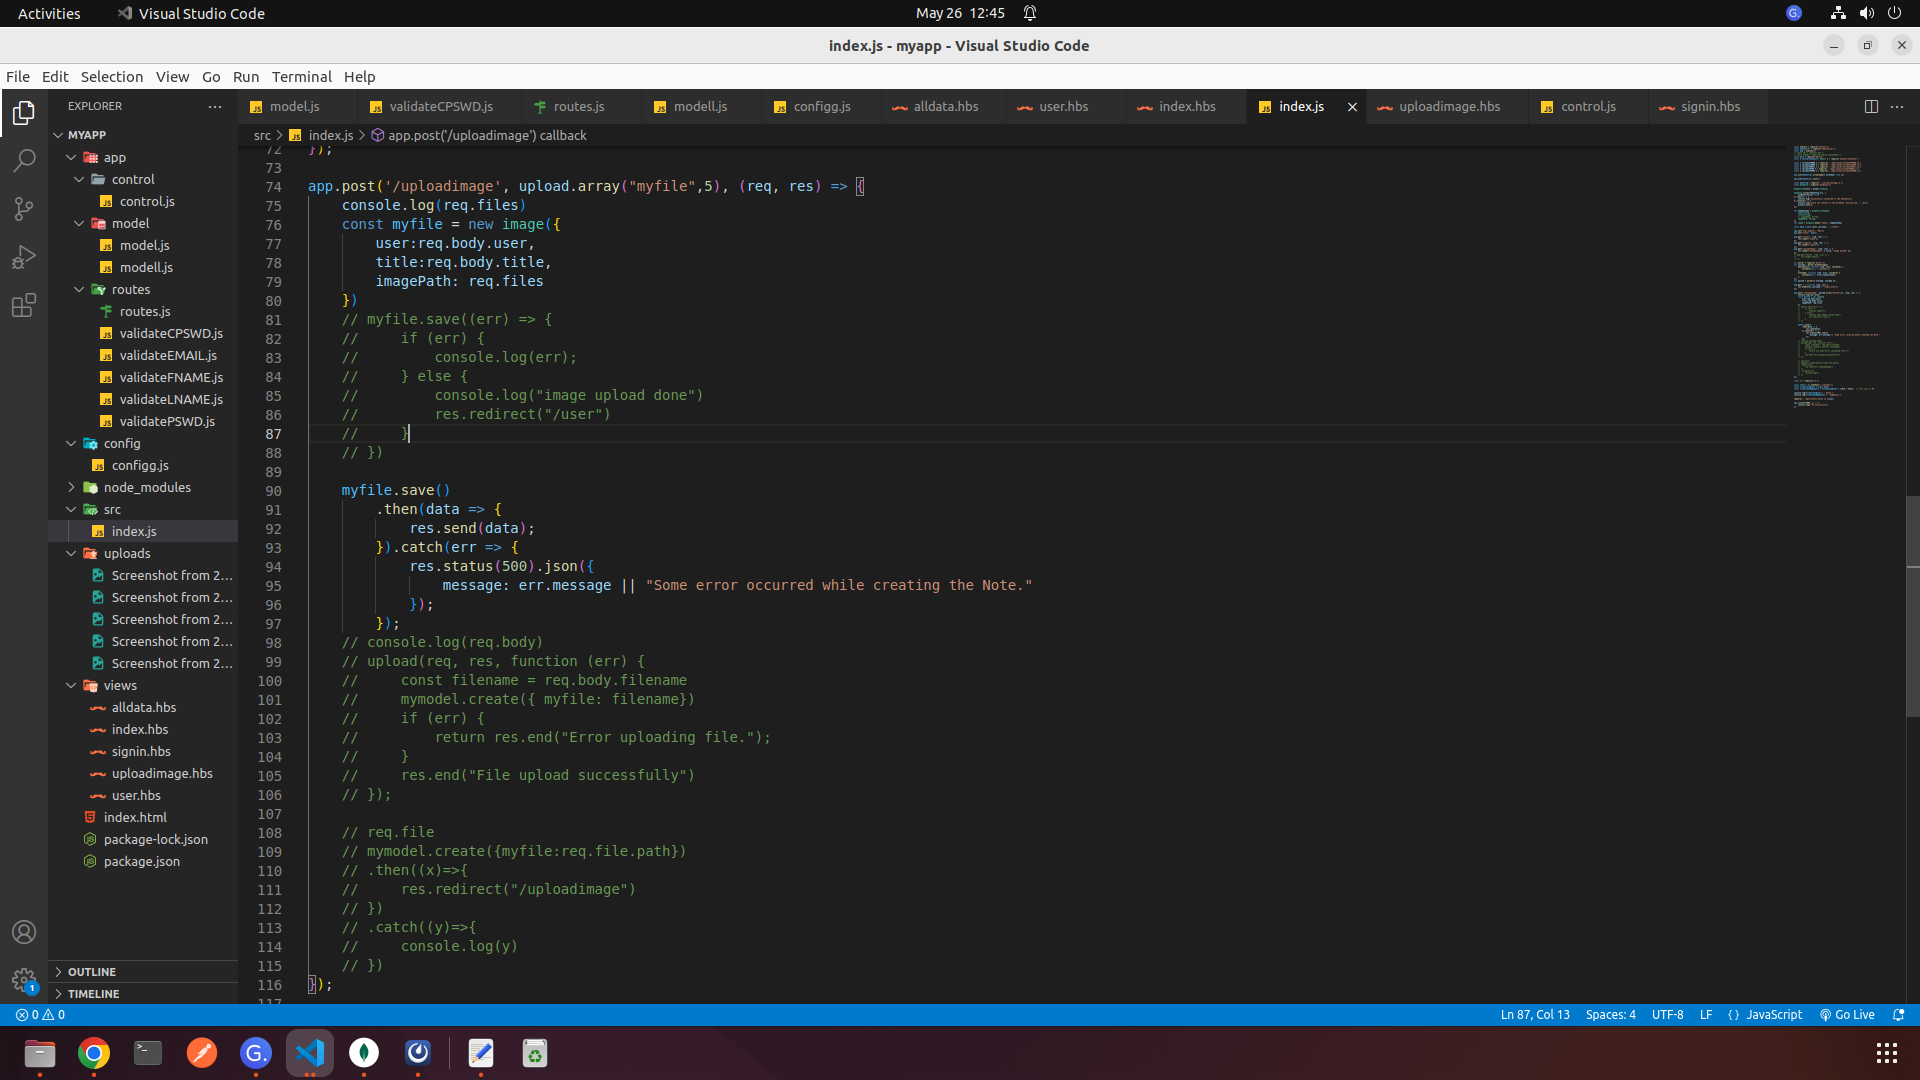 Activities
Visual Studio Code
May 26 12:45
index.js - myapp - Visual Studio Code
File Edit Selection View Go Run Terminal Help
EXPLORER
model.js
validateCPSWD.js
routes.js
modell.js
configg.js
alldata.hbs
user.hbs
index.hbs
index.js
uploadimage.hbs
control.js
signin.hbs
src > index.js > app.post('/uploadimage') callback
MYAPP
app
control
control.js
model
model.js
modell.js
routes
routes.js
validateCPSWD.js
validateEMAIL.js
validateFNAME.js
validateLNAME.js
validatePSWD.js
config
configg.js
node_modules
src
index.js
uploads
Screenshot from 2...
Screenshot from 2...
Screenshot from 2...
Screenshot from 2...
Screenshot from 2...
views
alldata.hbs
index.hbs
signin.hbs
uploadimage.hbs
user.hbs
index.html
package-lock.json
package.json
OUTLINE
TIMELINE
72 });
73
74 app.post('/uploadimage', upload.array("myfile",5), (req, res) => {
75 console.log(req.files)
76 const myfile = new image({
77 user:req.body.user,
78 title:req.body.title,
79 imagePath: req.files
80 })
81 // myfile.save((err) => {
82 // if (err) {
83 // console.log(err);
84 // } else {
85 // console.log("image upload done")
86 // res.redirect("/user")
87 // }
88 // })
89
90 myfile.save()
91 .then(data => {
92 res.send(data);
93 }).catch(err => {
94 res.status(500).json({
95 message: err.message || "Some error occurred while creating the Note."
96 });
97 });
98 // console.log(req.body)
99 // upload(req, res, function (err) {
100 // const filename = req.body.filename
101 // mymodel.create({ myfile: filename})
102 // if (err) {
103 // return res.end("Error uploading file.");
104 // }
105 // res.end("File upload successfully")
106 // });
107
108 // req.file
109 // mymodel.create({myfile:req.file.path})
110 // .then((x)=>{
111 // res.redirect("/uploadimage")
112 // })
113 // .catch((y)=>{
114 // console.log(y)
115 // })
116 });
117
0 0
Ln 87, Col 13 Spaces: 4 UTF-8 LF {} JavaScript Go Live